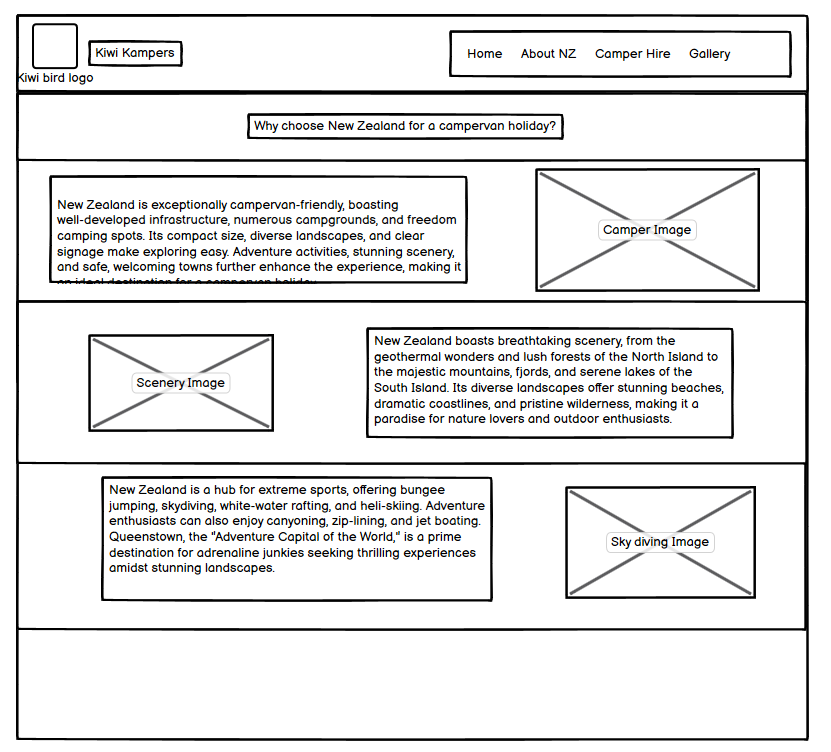 Kiwi Kampers
Home About NZ Camper Hire Gallery
Kiwi bird logo
Why choose New Zealand for a campervan holiday?
New Zealand is exceptionally campervan-friendly, boasting
well-developed infrastructure, numerous campgrounds, and freedom
camping spots. Its compact size, diverse landscapes, and clear
signage make exploring easy. Adventure activities, stunning scenery,
and safe, welcoming towns further enhance the experience, making it
an ideal destination for a campervan holiday.
Camper Image
Scenery Image
New Zealand boasts breathtaking scenery, from the
geothermal wonders and lush forests of the North Island to
the majestic mountains, fjords, and serene lakes of the
South Island. Its diverse landscapes offer stunning beaches,
dramatic coastlines, and pristine wilderness, making it a
paradise for nature lovers and outdoor enthusiasts.
New Zealand is a hub for extreme sports, offering bungee
jumping, skydiving, white-water rafting, and heli-skiing. Adventure
enthusiasts can also enjoy canyoning, zip-lining, and jet boating.
Queenstown, the "Adventure Capital of the World," is a prime
destination for adrenaline junkies seeking thrilling experiences
amidst stunning landscapes.
Sky diving Image